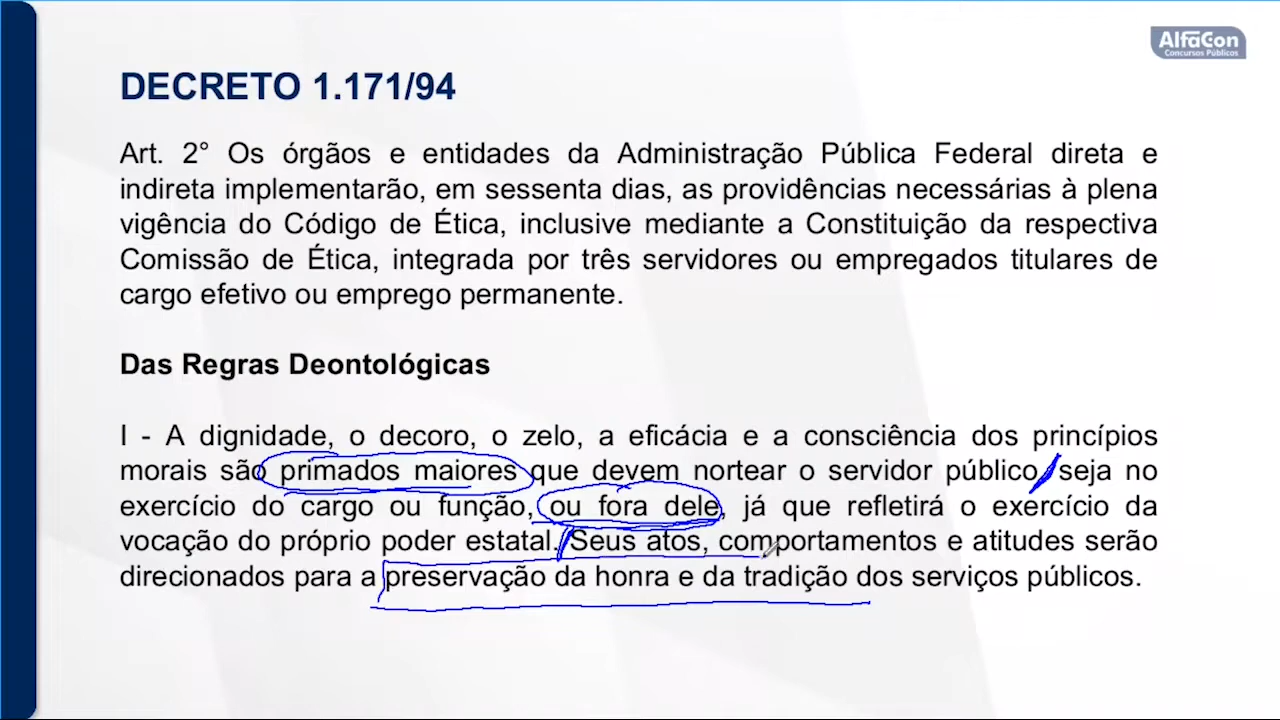 AlfaCon
Concursos Públicos
DECRETO 1.171/94
Art. 2° Os órgãos e entidades da Administração Pública Federal direta e
indireta implementarão, em sessenta dias, as providências necessárias à plena
vigência do Código de Ética, inclusive mediante a Constituição da respectiva
Comissão de Ética, integrada por três servidores ou empregados titulares de
cargo efetivo ou emprego permanente.
Das Regras Deontológicas
I - A dignidade, o decoro, o zelo, a eficácia e a consciência dos princípios
morais são primados maiores que devem nortear o servidor público, seja no
exercício do cargo ou função, ou fora dele, já que refletirá o exercício da
vocação do próprio poder estatal. Seus atos, comportamentos e atitudes serão
direcionados para a preservação da honra e da tradição dos serviços públicos.